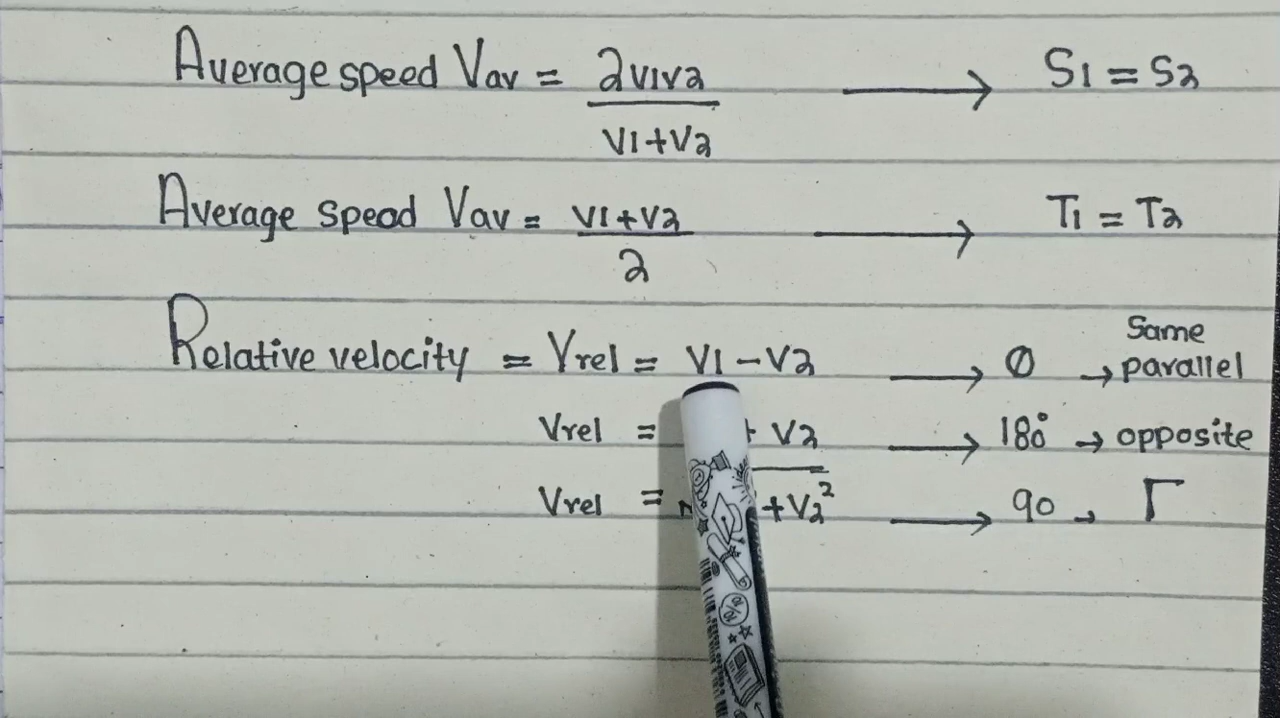 Average speed Vav = 2V1V2 / V1+V2 → S1 = S2
Average speed Vav = V1+V2 / 2 → T1 = T2
Relative velocity = Vrel = V1 - V2 → 0 → Same parallel
Vrel = + V2 → 180° → opposite
Vrel = +V2² → 90 →